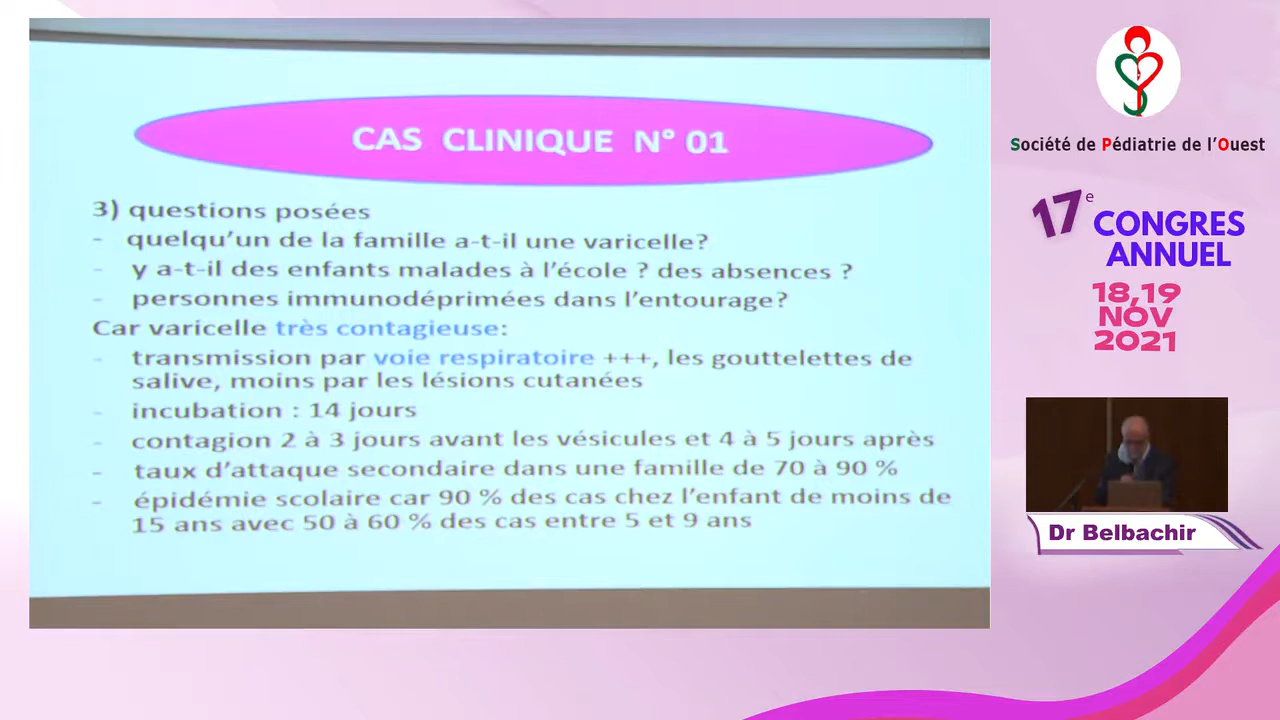 CAS CLINIQUE N° 01
3) questions posées
- quelqu’un de la famille a-t-il une varicelle?
- y a-t-il des enfants malades à l’école ? des absences ?
- personnes immunodéprimées dans l’entourage?
Car varicelle très contagieuse:
- transmission par voie respiratoire +++, les gouttelettes de
salive, moins par les lésions cutanées
- incubation : 14 jours
- contagion 2 à 3 jours avant les vésicules et 4 à 5 jours après
- taux d’attaque secondaire dans une famille de 70 à 90 %
- épidémie scolaire car 90 % des cas chez l’enfant de moins de
15 ans avec 50 à 60 % des cas entre 5 et 9 ans
Société de Pédiatrie de l’Ouest
17e CONGRES
ANNUEL
18,19
NOV
2021
Dr Belbachir